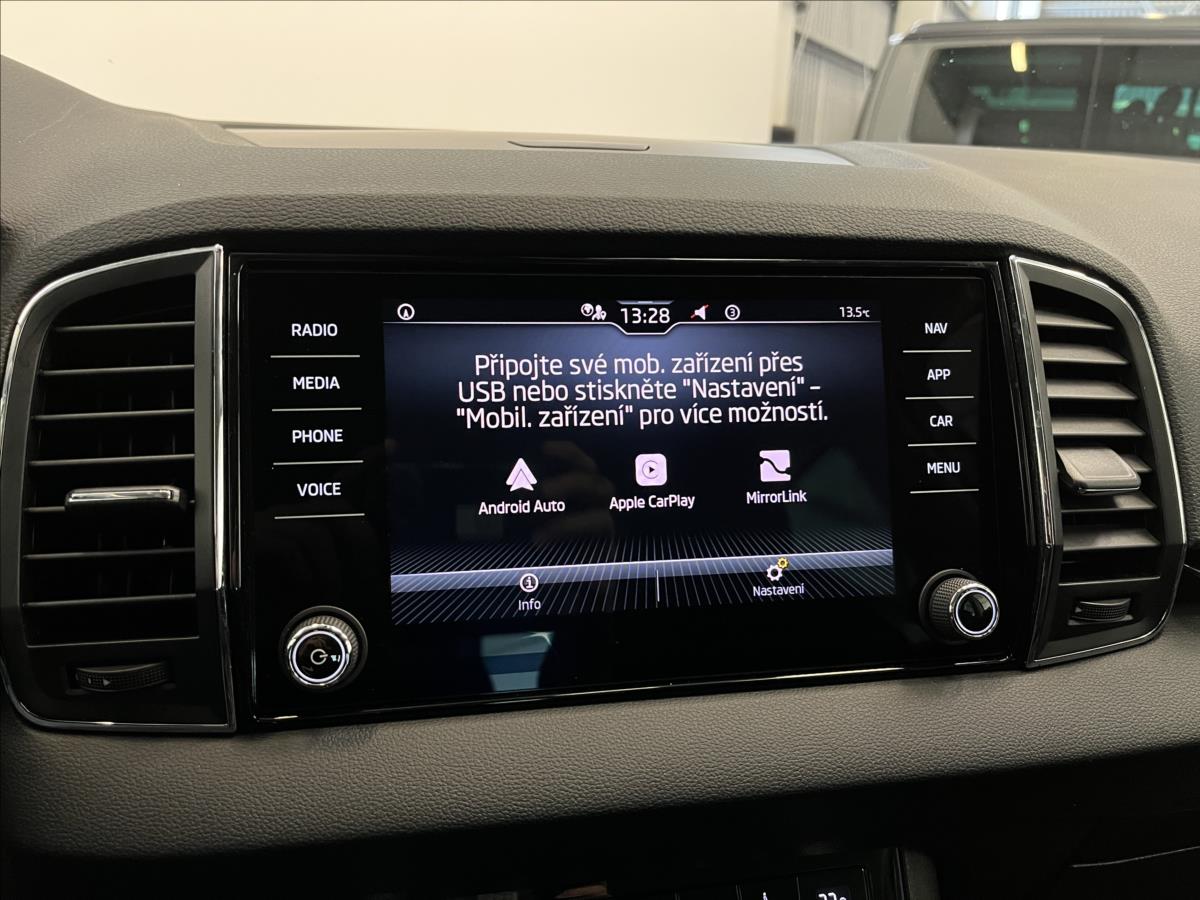 13:28
3
13.5°C
RADIO
MEDIA
PHONE
VOICE
Připojte své mob. zařízení přes
USB nebo stiskněte "Nastavení" –
"Mobil. zařízení" pro více možností.
Android Auto
Apple CarPlay
MirrorLink
Info
Nastavení
NAV
APP
CAR
MENU